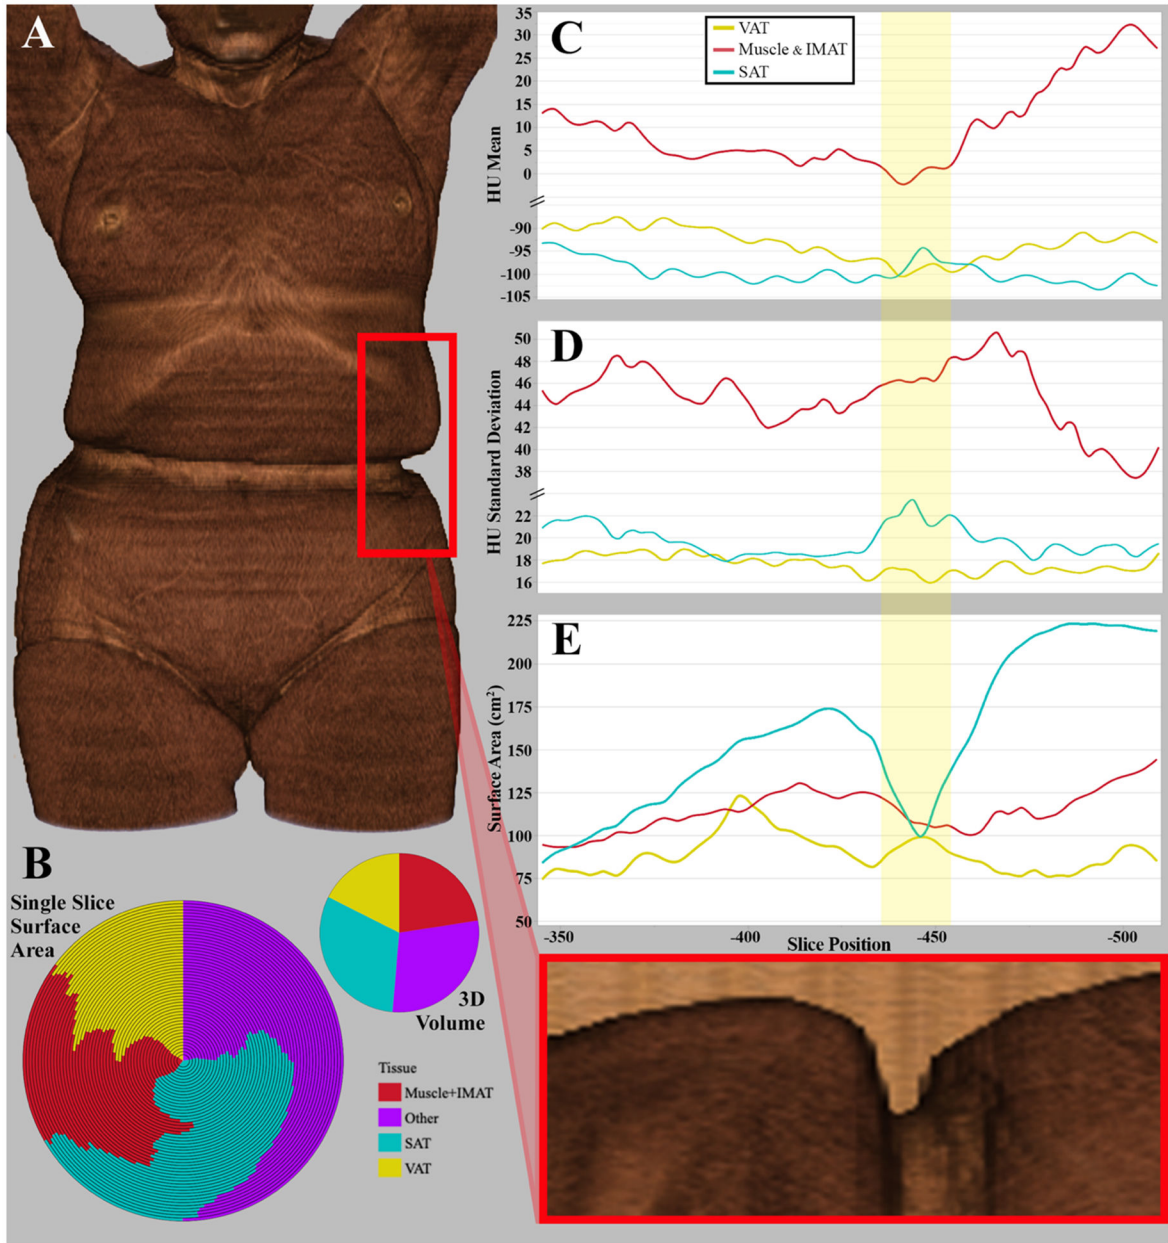 A
C
VAT
Muscle & IMAT
SAT
HU Mean
35
30
25
20
15
10
5
0
-90
-95
-100
-105
D
HU Standard Deviation
50
48
46
44
42
40
38
22
20
18
16
E
Surface Area (cm²)
225
200
175
150
125
100
75
50
-350
-400
-450
-500
Slice Position
B
Single Slice
Surface
Area
3D
Volume
Tissue
Muscle+IMAT
Other
SAT
VAT